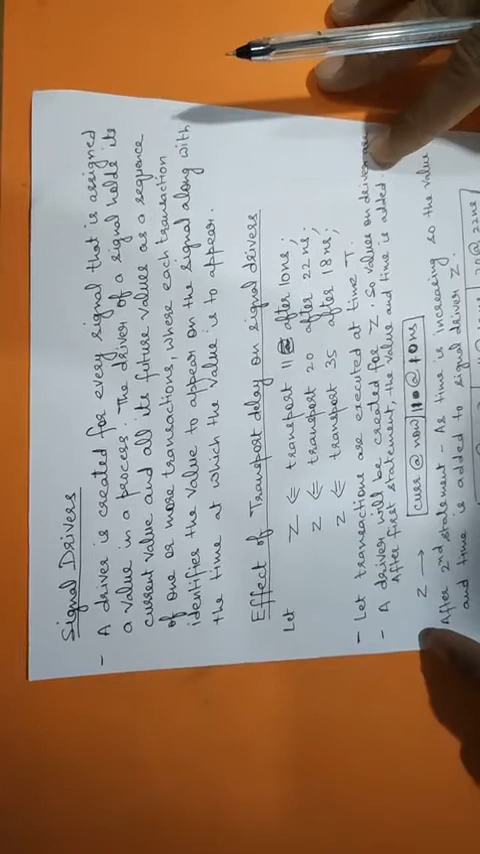 Signal Drivers
- A driver is created for every signal that is assigned
a value in a process. The driver of a signal holds its
current value and all its future values as a sequence
of one or more transactions, where each transaction
identifies the value to appear on the signal along with
the time at which the value is to appear.
Effect of Transport delay on signal drivers
Let Z <= transport 11 after 10ns;
Z <= transport 20 after 22 ns;
Z <= transport 35 after 18 ns;
- Let transactions are executed at time T.
- A driver will be created for Z. So values on driver are
After first statement, the value and time is added.
Z → curr @ now 11 @ 10ns
After 2nd statement - As time is increasing so the value
and time is added to signal driver Z.
20 @ 22ns